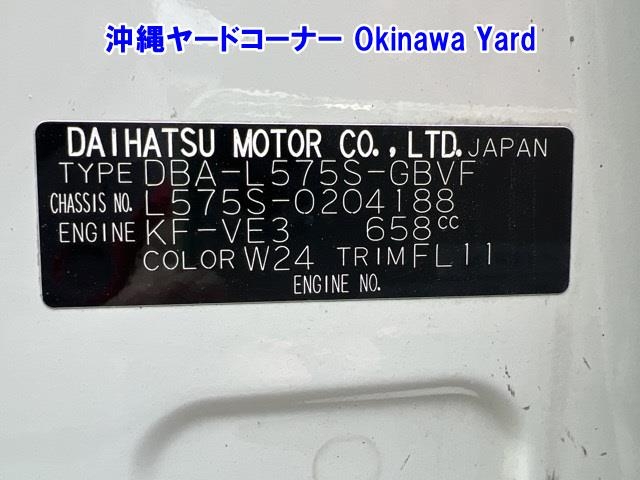 沖縄ヤードコーナー Okinawa Yard
DAIHATSU MOTOR CO., LTD. JAPAN
TYPE DBA-L575S-GBVF
CHASSIS NO. L575S-0204188
ENGINE KF-VE3 658cc
COLOR W24 TRIM FL11
ENGINE NO.